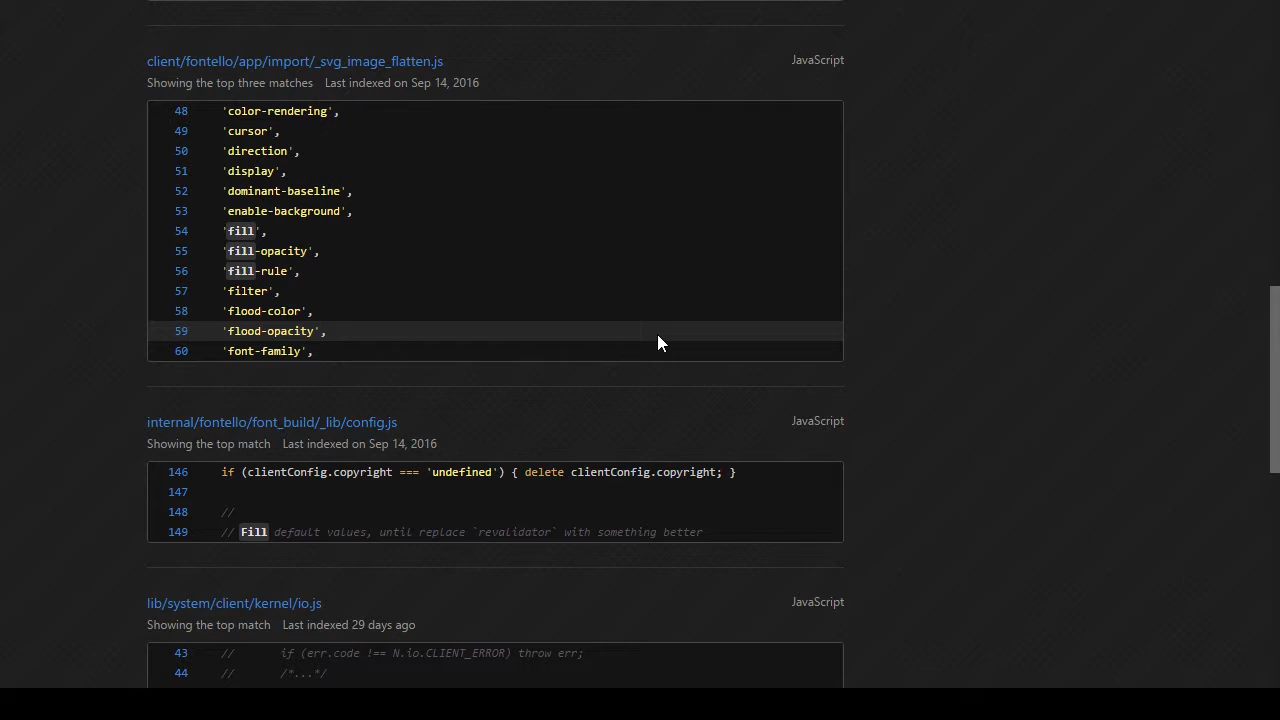 client/fontello/app/import/_svg_image_flatten.js JavaScript
Showing the top three matches Last indexed on Sep 14, 2016
48 'color-rendering',
49 'cursor',
50 'direction',
51 'display',
52 'dominant-baseline',
53 'enable-background',
54 'fill',
55 'fill-opacity',
56 'fill-rule',
57 'filter',
58 'flood-color',
59 'flood-opacity',
60 'font-family',
internal/fontello/font_build/_lib/config.js JavaScript
Showing the top match Last indexed on Sep 14, 2016
146 if (clientConfig.copyright === 'undefined') { delete clientConfig.copyright; }
147
148 //
149 // Fill default values, until replace `revalidator` with something better
lib/system/client/kernel/io.js JavaScript
Showing the top match Last indexed 29 days ago
43 // if (err.code !== N.io.CLIENT_ERROR) throw err;
44 // /*...*/